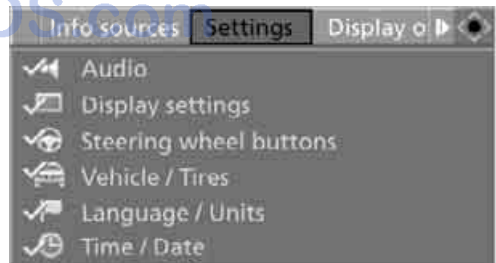 Info sources Settings Display o
Audio
Display settings
Steering wheel buttons
Vehicle / Tires
Language / Units
Time / Date